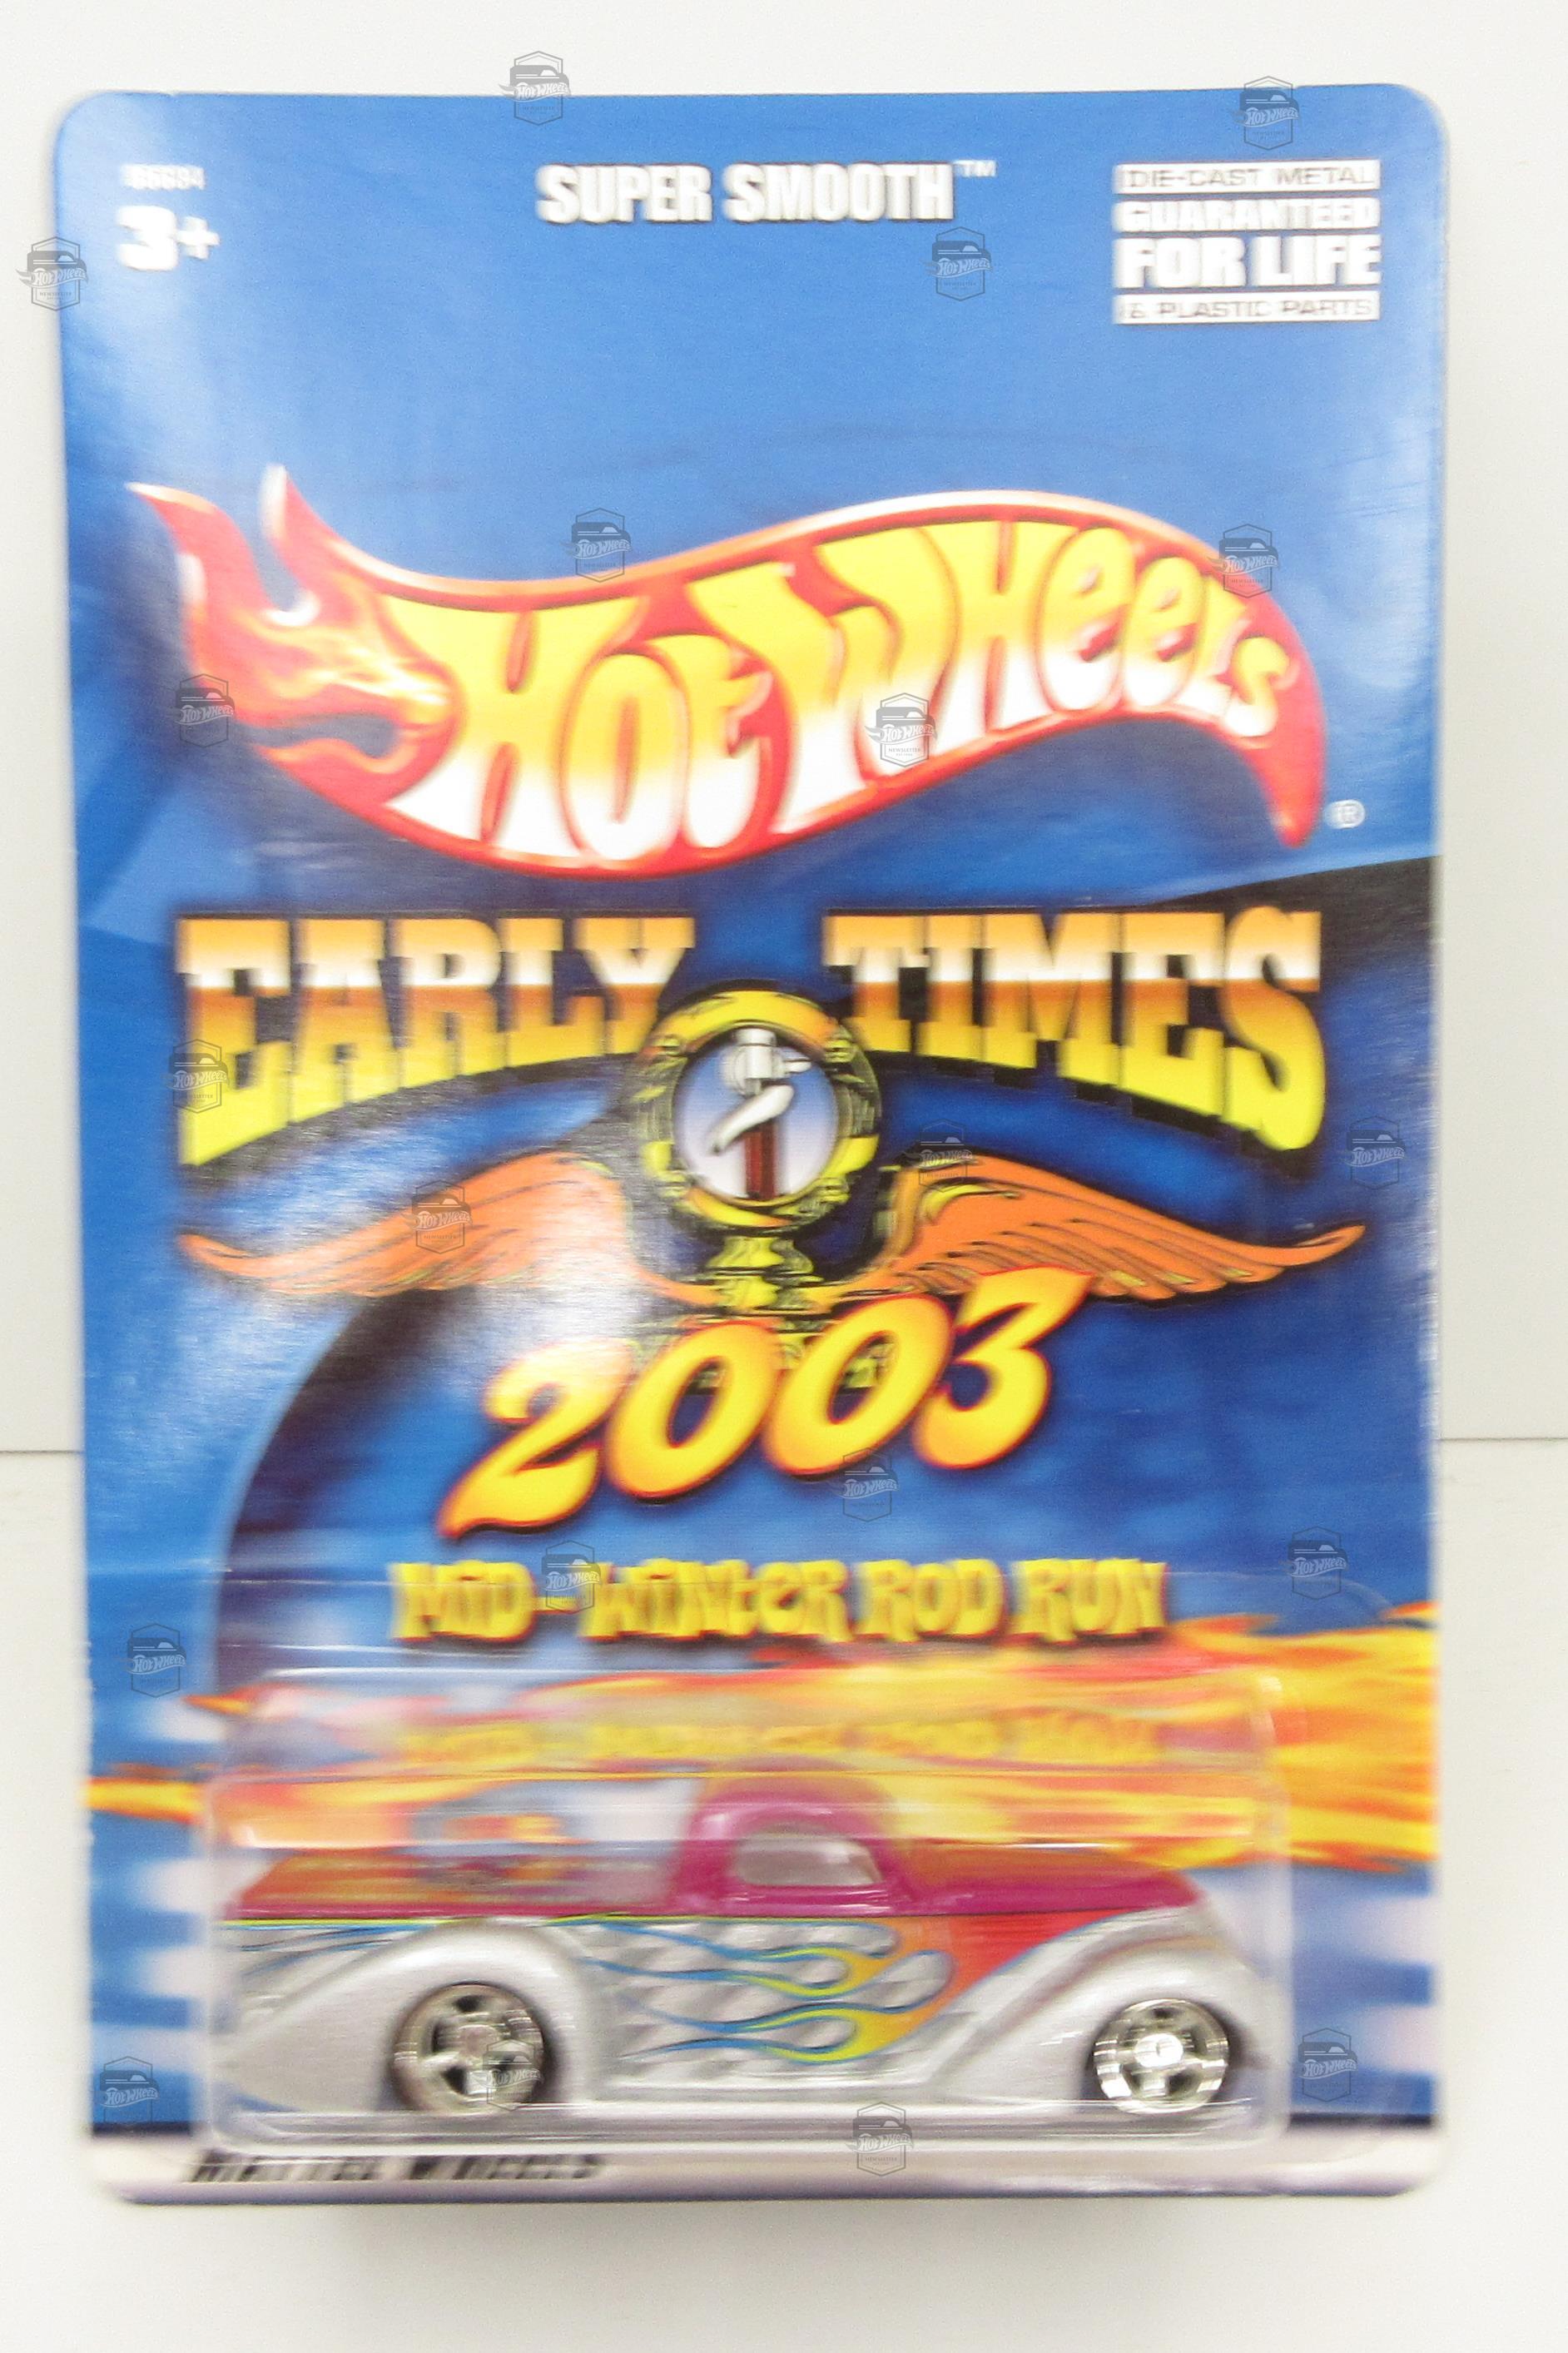 SUPER SMOOTH™
3+
DIE-CAST METAL
GUARANTEED
FOR LIFE
& PLASTIC PARTS
HOT WHEELS®
EARLY TIMES
2003
MID-WINTER ROD RUN